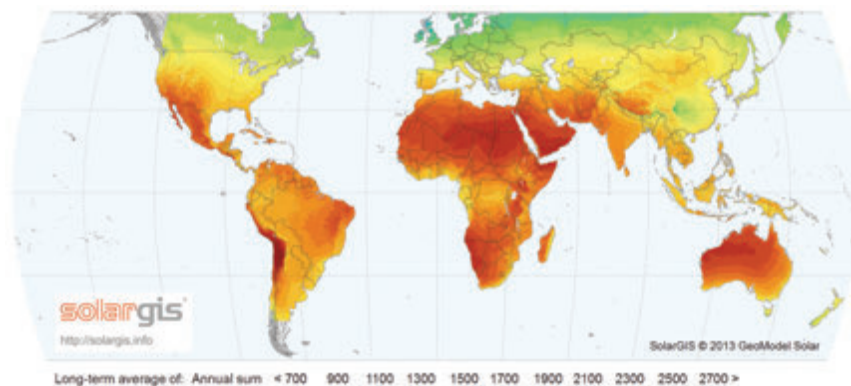 solargis
http://solargis.info
SolarGIS © 2013 GeoModel Solar
Long-term average of: Annual sum < 700 900 1100 1300 1500 1700 1900 2100 2300 2500 2700 >